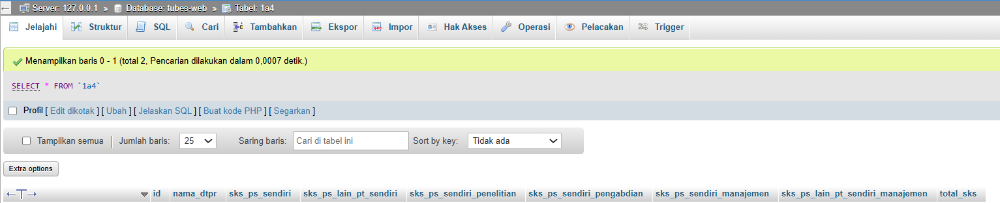 ← Server: 127.0.0.1 » Database: tubes-web » Tabel: 1a4
Jelajahi Struktur SQL Cari Tambahkan Ekspor Impor Hak Akses Operasi Pelacakan Trigger
Menampilkan baris 0 - 1 (total 2, Pencarian dilakukan dalam 0,0007 detik.)
SELECT * FROM `1a4`
Profil [ Edit dikotak ] [ Ubah ] [ Jelaskan SQL ] [ Buat kode PHP ] [ Segarkan ]
Tampilkan semua Jumlah baris: 25 Saring baris: Cari di tabel ini Sort by key: Tidak ada
Extra options
←T→ id nama_dtpr sks_ps_sendiri sks_ps_lain_pt_sendiri sks_ps_sendiri_penelitian sks_ps_sendiri_pengabdian sks_ps_sendiri_manajemen sks_ps_lain_pt_sendiri_manajemen total_sks